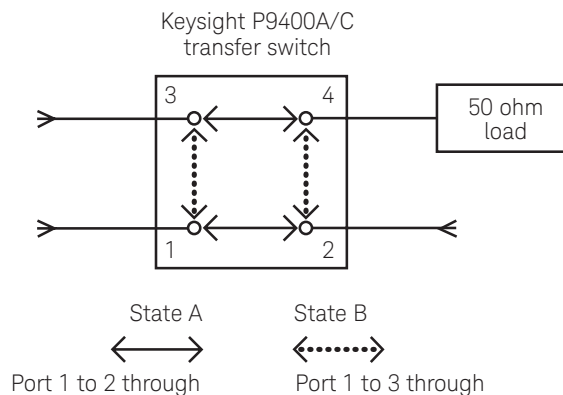 Keysight P9400A/C
transfer switch
3
4
50 ohm
load
1
2
State A
State B
Port 1 to 2 through
Port 1 to 3 through